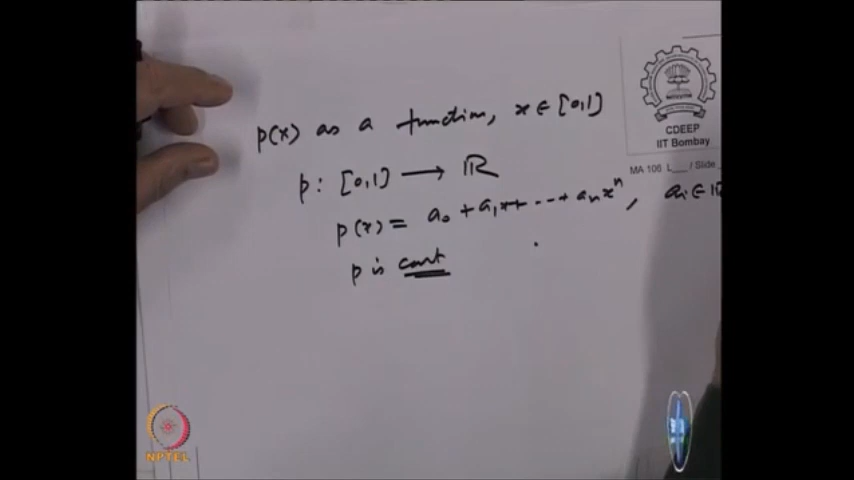 p(x) as a function, x ∈ [0,1]
p : [0,1] → ℝ
p(x) = a₀ + a₁x + ··· + aₙxⁿ, aᵢ ∈ ℝ
p is cont
CDEEP
IIT Bombay
MA 106 L___ / Slide
NPTEL